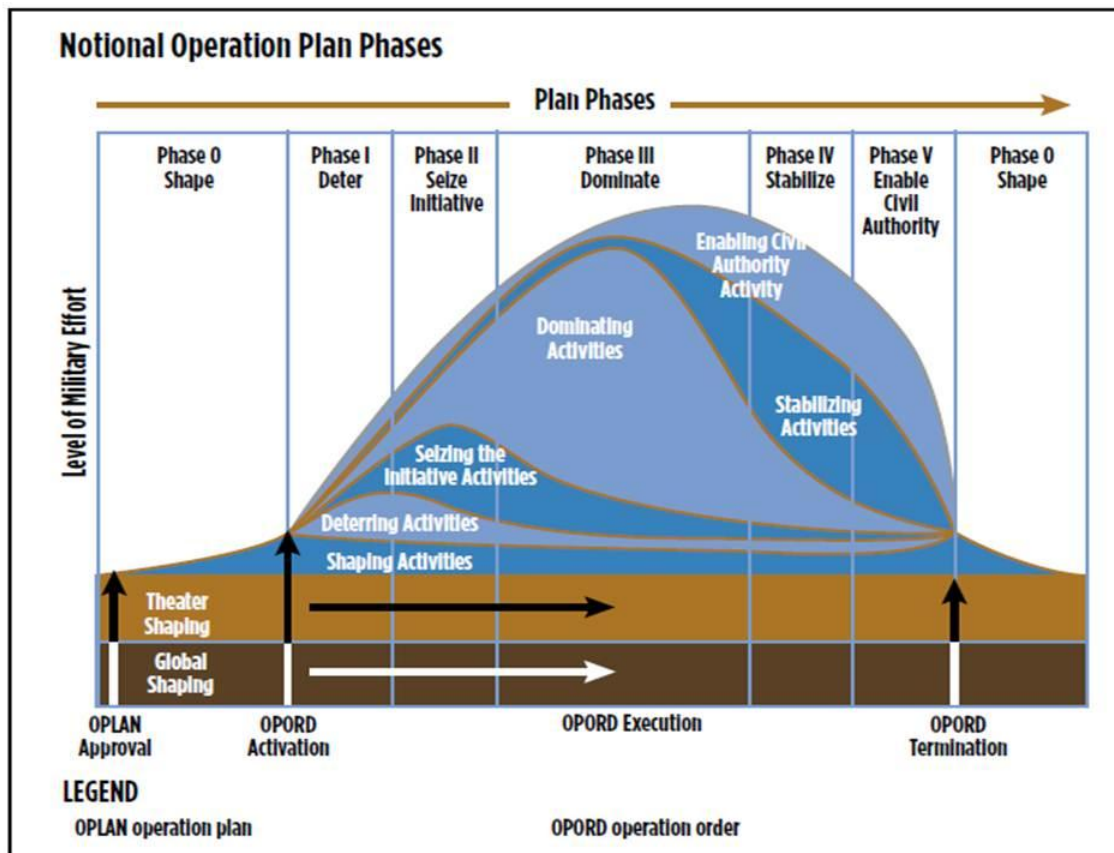 Notional Operation Plan Phases
Plan Phases
Phase 0
Shape
Phase I
Deter
Phase II
Seize
Initiative
Phase III
Dominate
Phase IV
Stabilize
Phase V
Enable
Civil
Authority
Phase 0
Shape
Level of Military Effort
Enabling Civil
Authority
Activity
Dominating
Activities
Stabilizing
Activities
Seizing the
Initiative Activities
Deterring Activities
Shaping Activities
Theater
Shaping
Global
Shaping
OPLAN
Approval
OPORD
Activation
OPORD Execution
OPORD
Termination
LEGEND
OPLAN operation plan
OPORD operation order